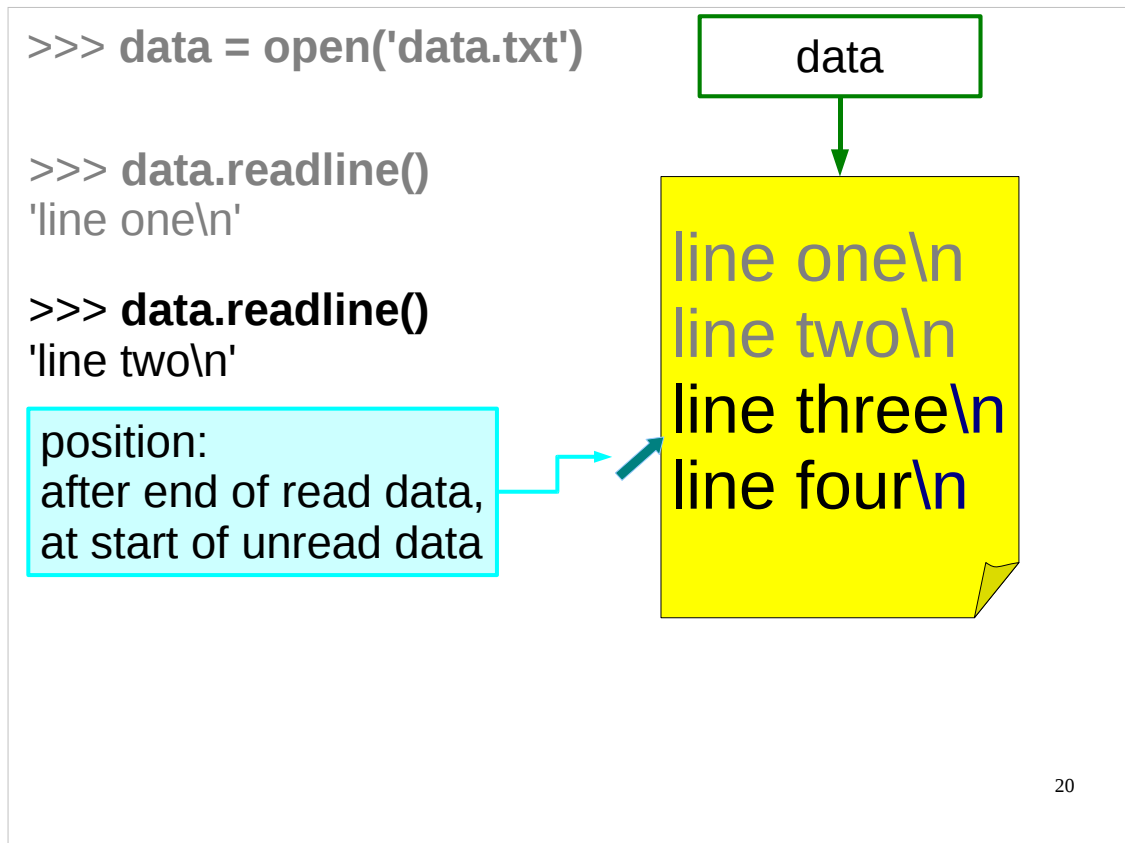 >>> data = open('data.txt')
data
>>> data.readline()
'line one\n'
>>> data.readline()
'line two\n'
position:
after end of read data,
at start of unread data
line one\n
line two\n
line three\n
line four\n
20